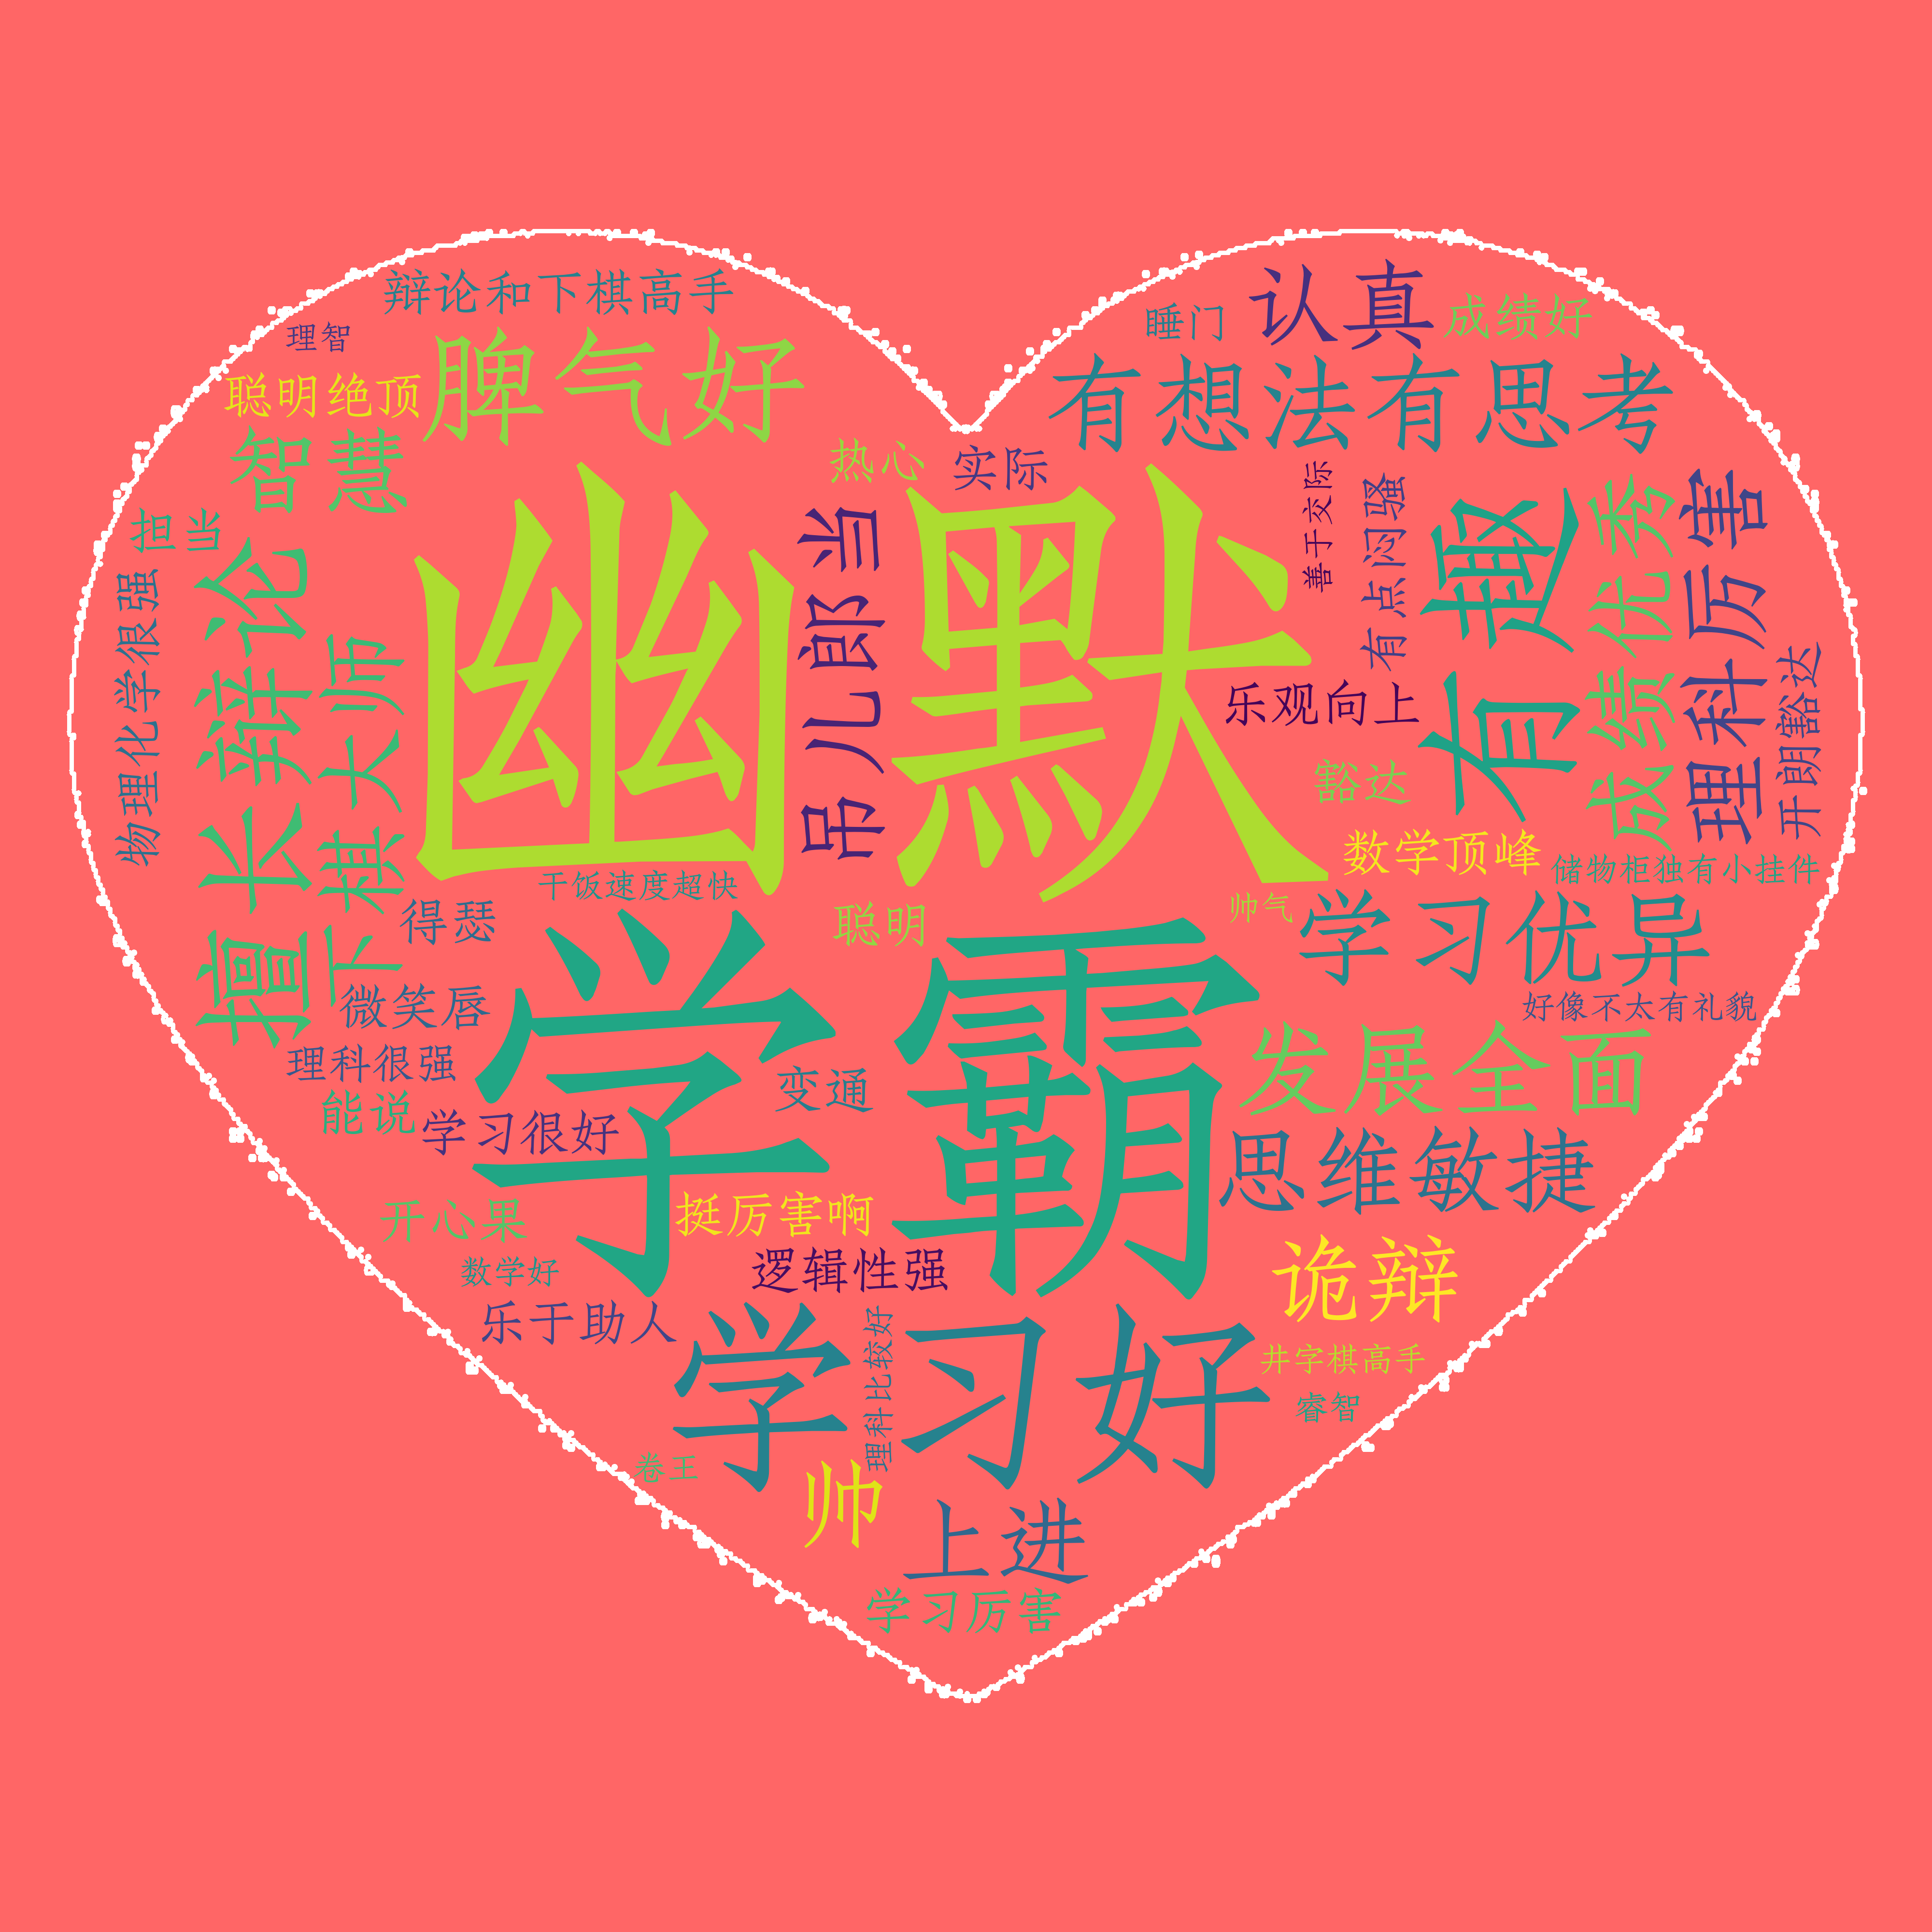 辩论和下棋高手
理智
聪明绝顶
脾气好
睡门
认真
成绩好
有想法有思考
智慧
热心
实际
担当
物理化学很强
擅长辩论
下棋大师
幽默
吊儿郎当
善于交际
有点闷骚
有趣
成绩优秀
理科厉害
开朗豁达
乐观向上
豁达
数学顶峰
储物柜独有小挂件
干饭速度超快
得瑟
聪明
帅气
学习优异
微笑唇
好像不太有礼貌
学霸
理科很强
能说
变通
发展全面
学习很好
思维敏捷
开心果
挺厉害啊
数学好
逻辑性强
诡辩
乐于助人
学习好
理科比较好
井字棋高手
睿智
卷王
帅
上进
学习厉害